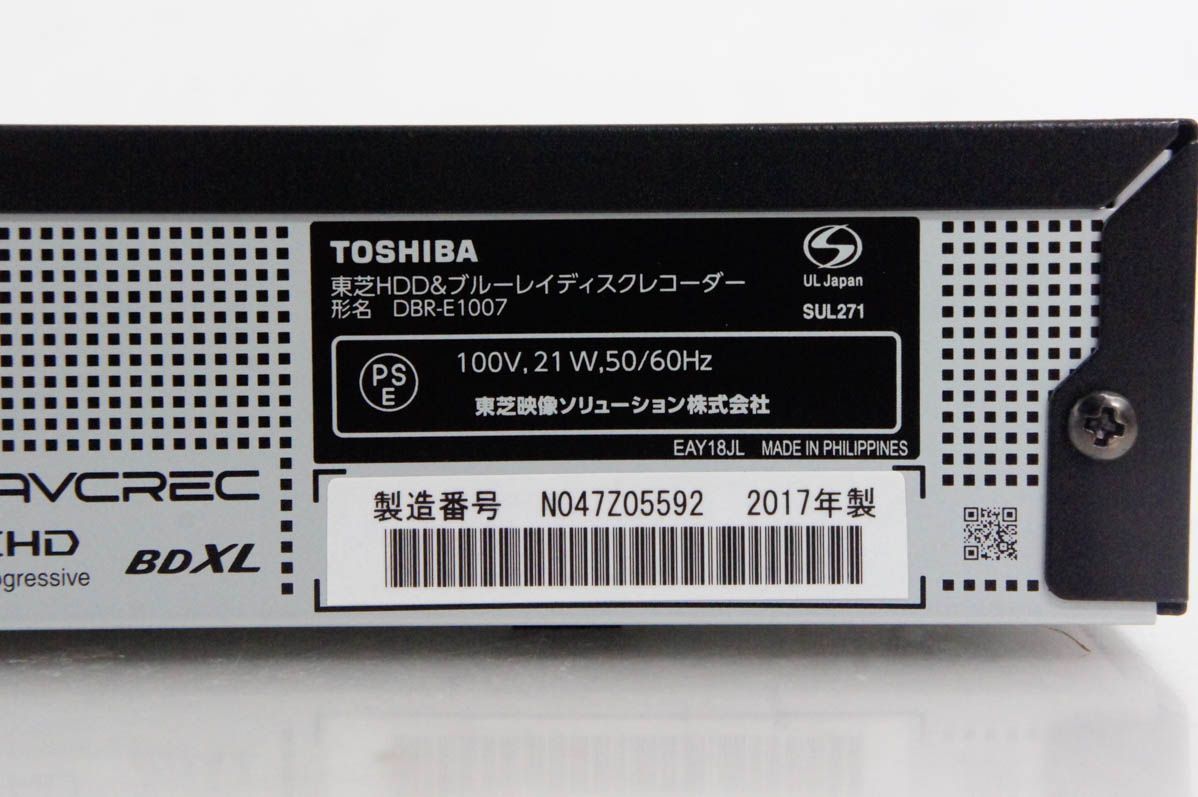 TOSHIBA
東芝HDD&ブルーレイディスクレコーダー
形名 DBR-E1007
UL Japan
SUL271
PS
E
100V, 21 W, 50/60Hz
東芝映像ソリューション株式会社
EAY18JL MADE IN PHILIPPINES
製造番号 N047Z05592 2017年製
AVCREC
HD
ogressive
BDXL